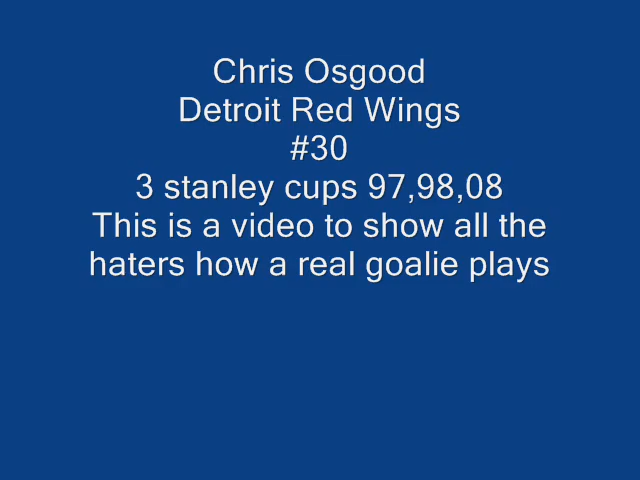 Chris Osgood
Detroit Red Wings
#30
3 stanley cups 97,98,08
This is a video to show all the
haters how a real goalie plays